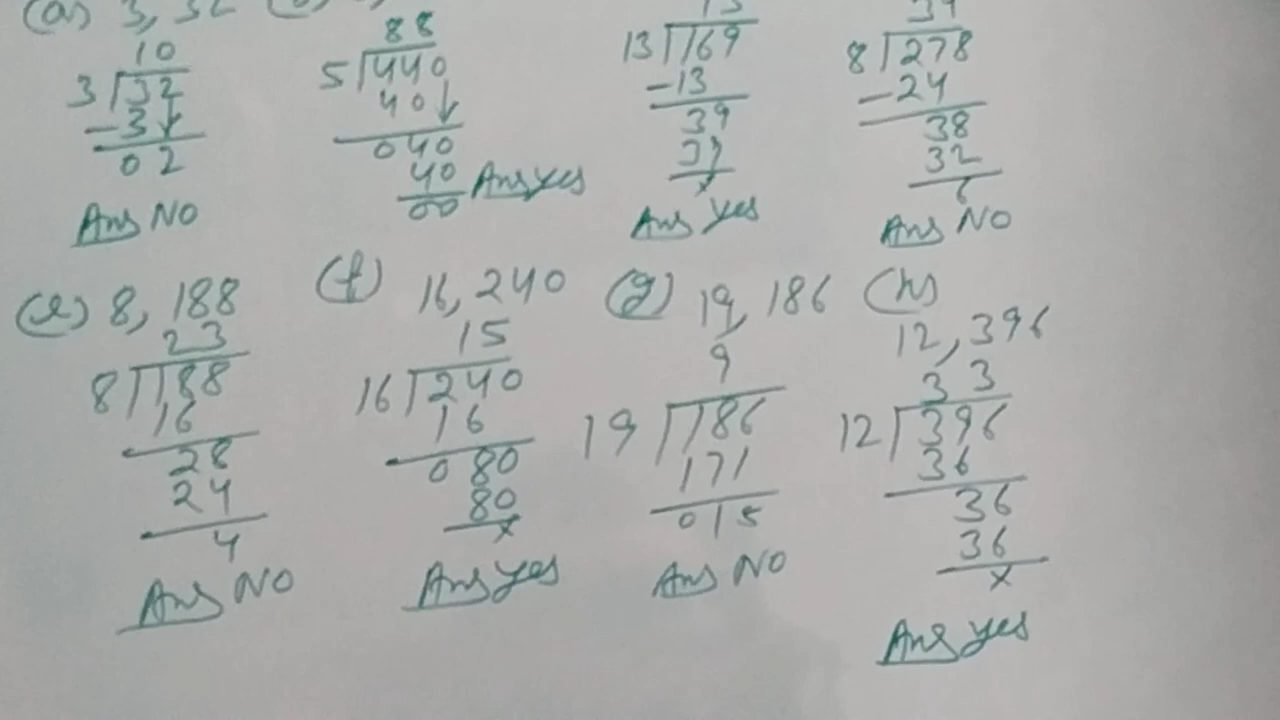 (a) 3, 32
10
3 32
-3
02
Ans NO
88
5 440
40
040
40
00
Ans yes
13
13 169
-13
39
39
x
Ans yes
34
8 278
-24
38
32
6
Ans NO
(e) 8, 188
23
8 188
16
28
24
4
Ans NO
(f) 16, 240
15
16 240
16
080
80
x
Ans yes
(g) 19, 186
9
19 186
171
015
Ans NO
(h)
12, 396
33
12 396
36
36
36
x
Ans yes